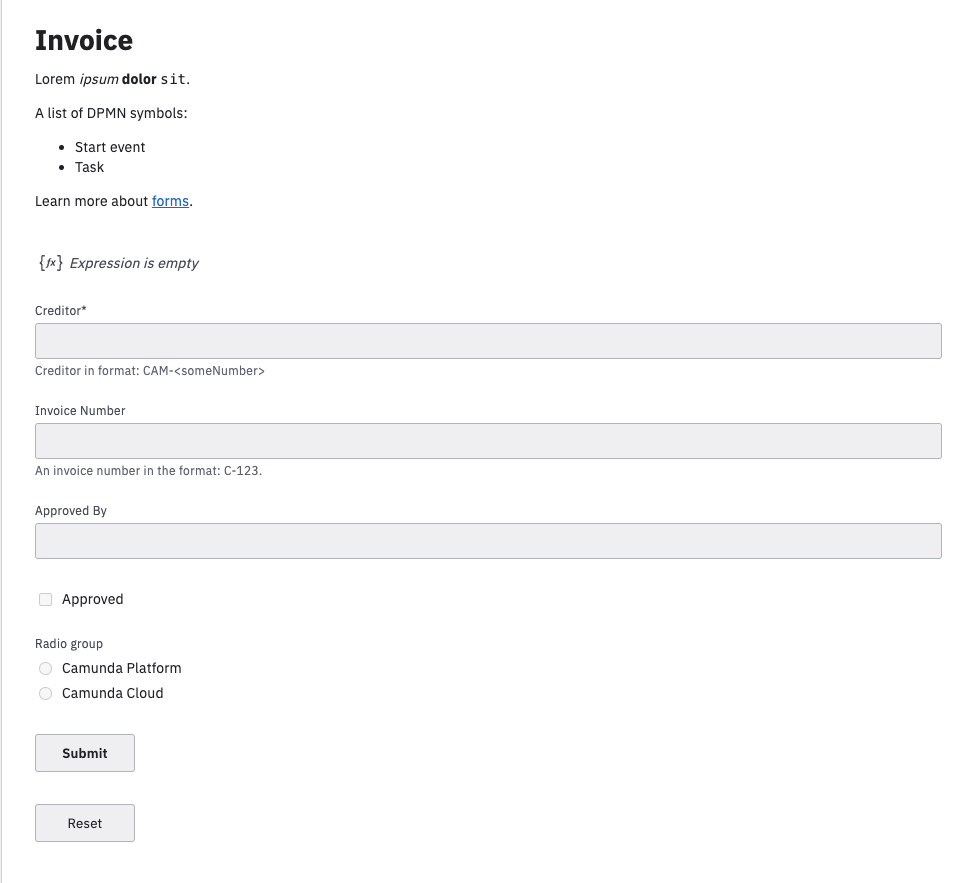 Invoice
Lorem ipsum dolor sit.
A list of DPMN symbols:
Start event
Task
Learn more about forms.
{fx} Expression is empty
Creditor*
Creditor in format: CAM-<someNumber>
Invoice Number
An invoice number in the format: C-123.
Approved By
Approved
Radio group
Camunda Platform
Camunda Cloud
Submit
Reset